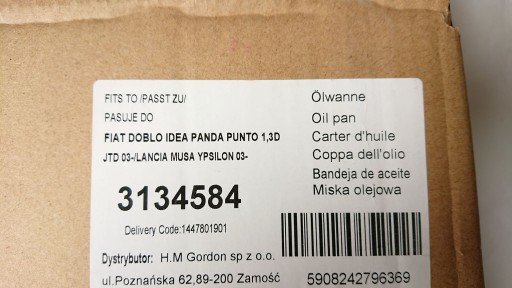 FITS TO /PASST ZU/
PASUJE DO
FIAT DOBLO IDEA PANDA PUNTO 1,3D
JTD 03-/LANCIA MUSA YPSILON 03-
3134584
Delivery Code:1447801901
Dystrybutor: H.M Gordon sp z o.o.
ul.Poznańska 62,89-200 Zamość
Ölwanne
Oil pan
Carter d'huile
Coppa dell'olio
Bandeja de aceite
Miska olejowa
5908242796369